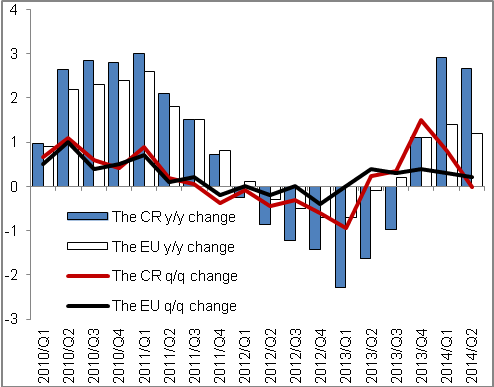 4
3
2
1
0
-1
-2
-3
The CR y/y change
The EU y/y change
The CR q/q change
The EU q/q change
2010/Q1
2010/Q2
2010/Q3
2010/Q4
2011/Q1
2011/Q2
2011/Q3
2011/Q4
2012/Q1
2012/Q2
2012/Q3
2012/Q4
2013/Q1
2013/Q2
2013/Q3
2013/Q4
2014/Q1
2014/Q2